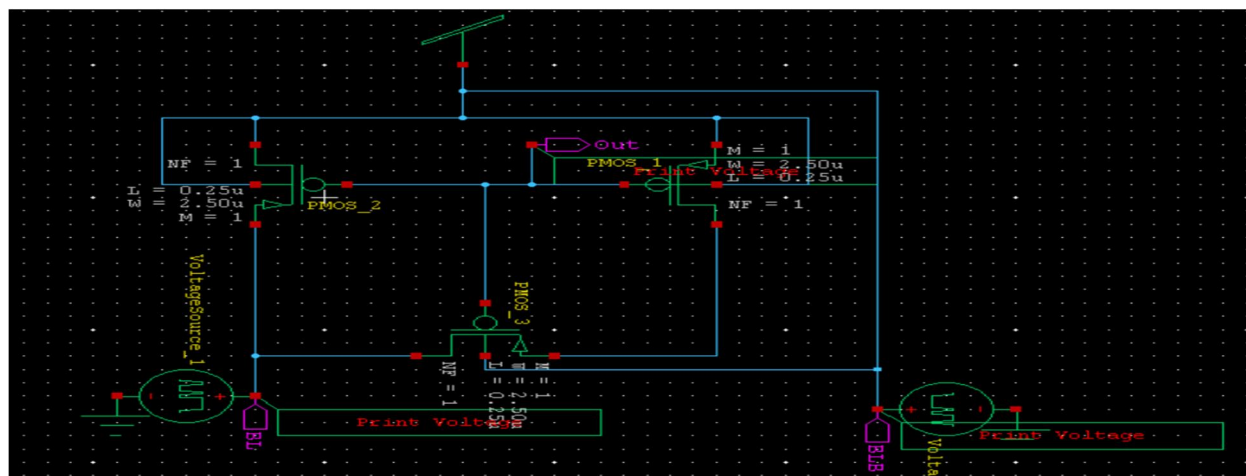 Out
M = 1
PMOS_1
W = 2.50u
Print Voltage
L = 0.25u
NF = 1
NF = 1
L = 0.25u
W = 2.50u
M = 1
PMOS_2
VoltageSource_1
PMOS_3
NF = 1
L = 0.25u
W = 2.50u
M = 1
BL
Print Voltage
BLB
Print Voltage